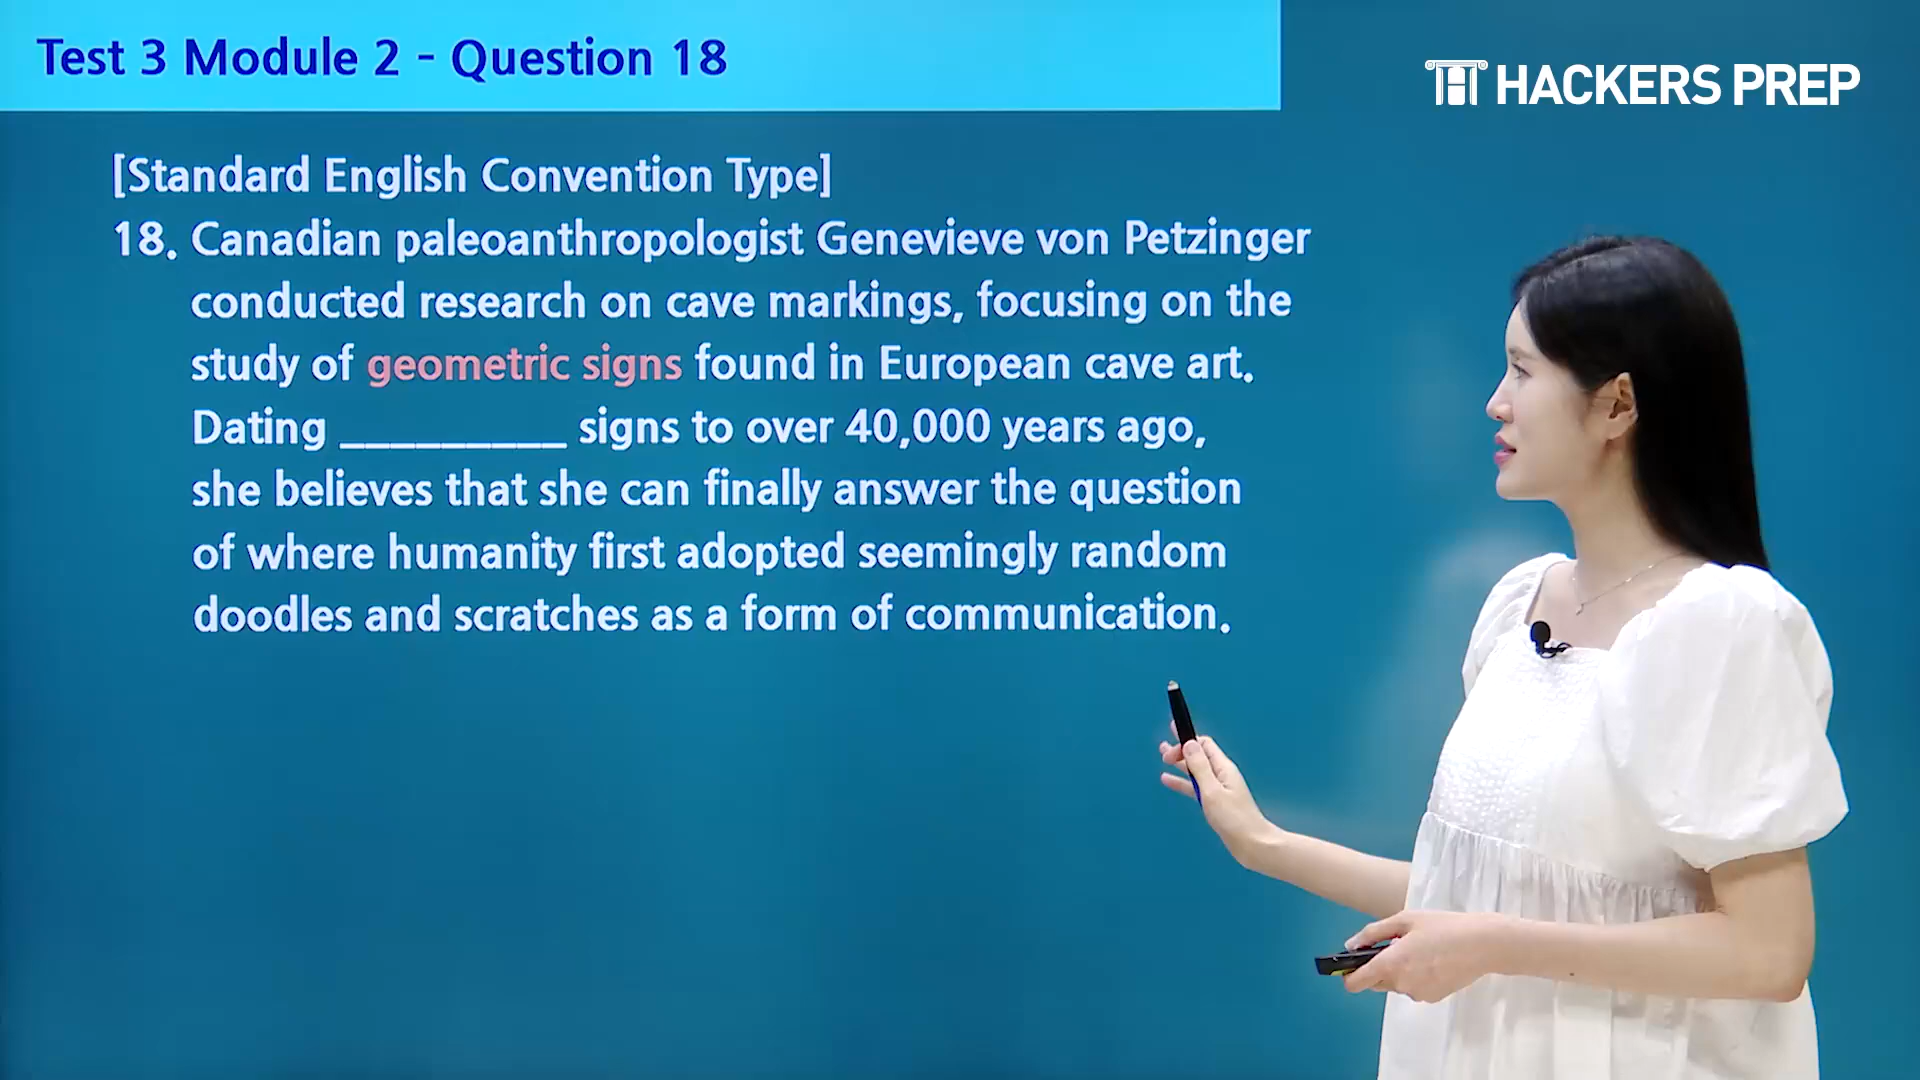 Test 3 Module 2 - Question 18
HACKERS PREP
[Standard English Convention Type]
18. Canadian paleoanthropologist Genevieve von Petzinger
conducted research on cave markings, focusing on the
study of geometric signs found in European cave art.
Dating _________ signs to over 40,000 years ago,
she believes that she can finally answer the question
of where humanity first adopted seemingly random
doodles and scratches as a form of communication.